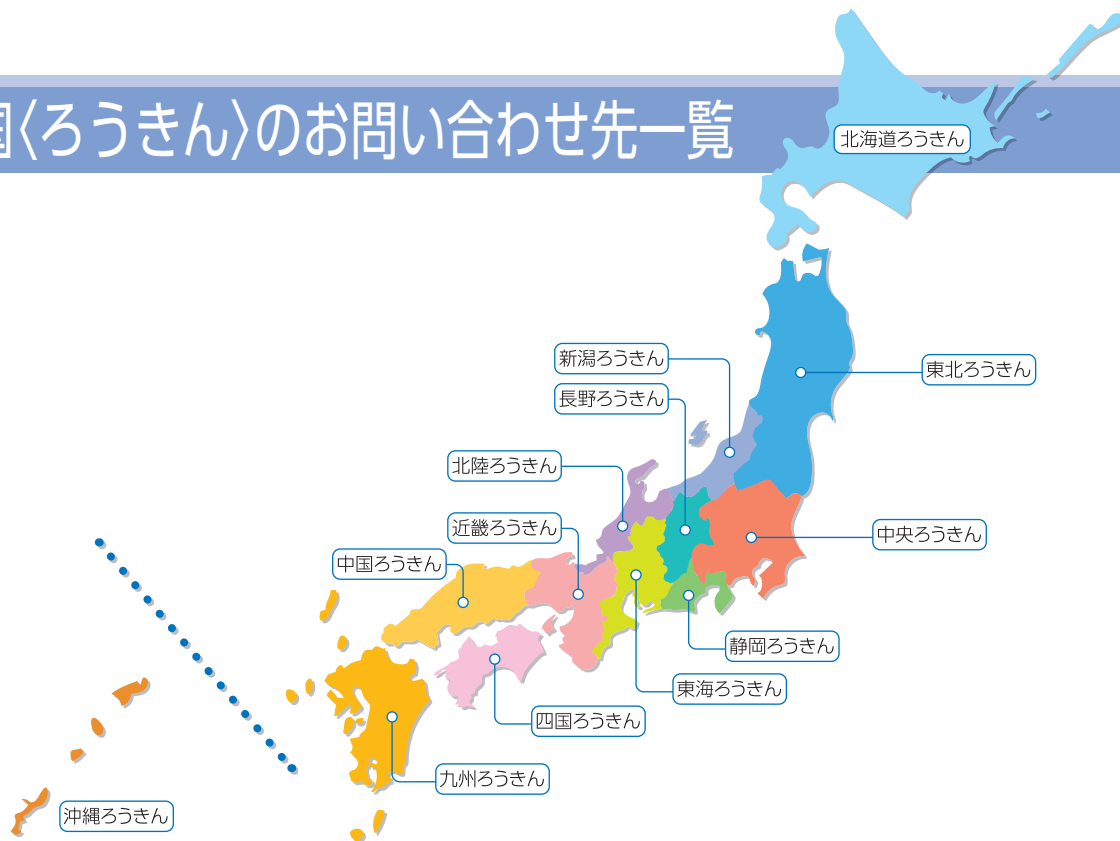 国〈ろうきん〉のお問い合わせ先一覧
北海道ろうきん
新潟ろうきん
東北ろうきん
長野ろうきん
北陸ろうきん
近畿ろうきん
中央ろうきん
中国ろうきん
静岡ろうきん
東海ろうきん
四国ろうきん
九州ろうきん
沖縄ろうきん